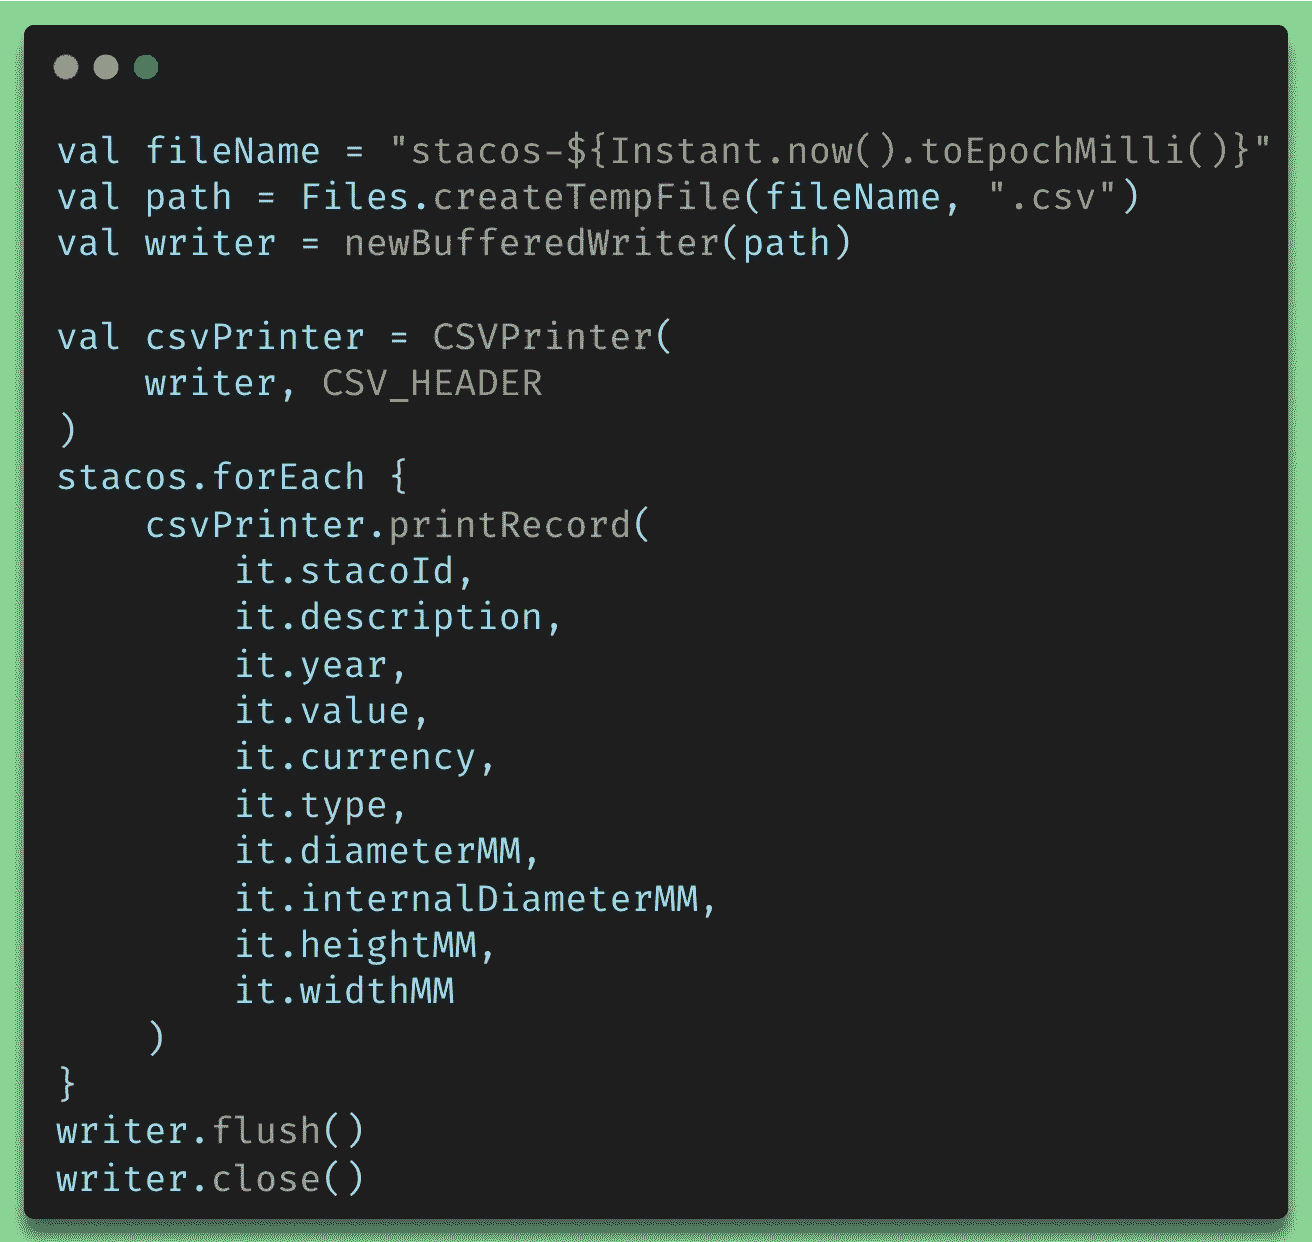 val fileName = "stacos-${Instant.now().toEpochMilli()}"
val path = Files.createTempFile(fileName, ".csv")
val writer = newBufferedWriter(path)

val csvPrinter = CSVPrinter(
    writer, CSV_HEADER
)
stacos.forEach {
    csvPrinter.printRecord(
        it.stacoId,
        it.description,
        it.year,
        it.value,
        it.currency,
        it.type,
        it.diameterMM,
        it.internalDiameterMM,
        it.heightMM,
        it.widthMM
    )
}
writer.flush()
writer.close()